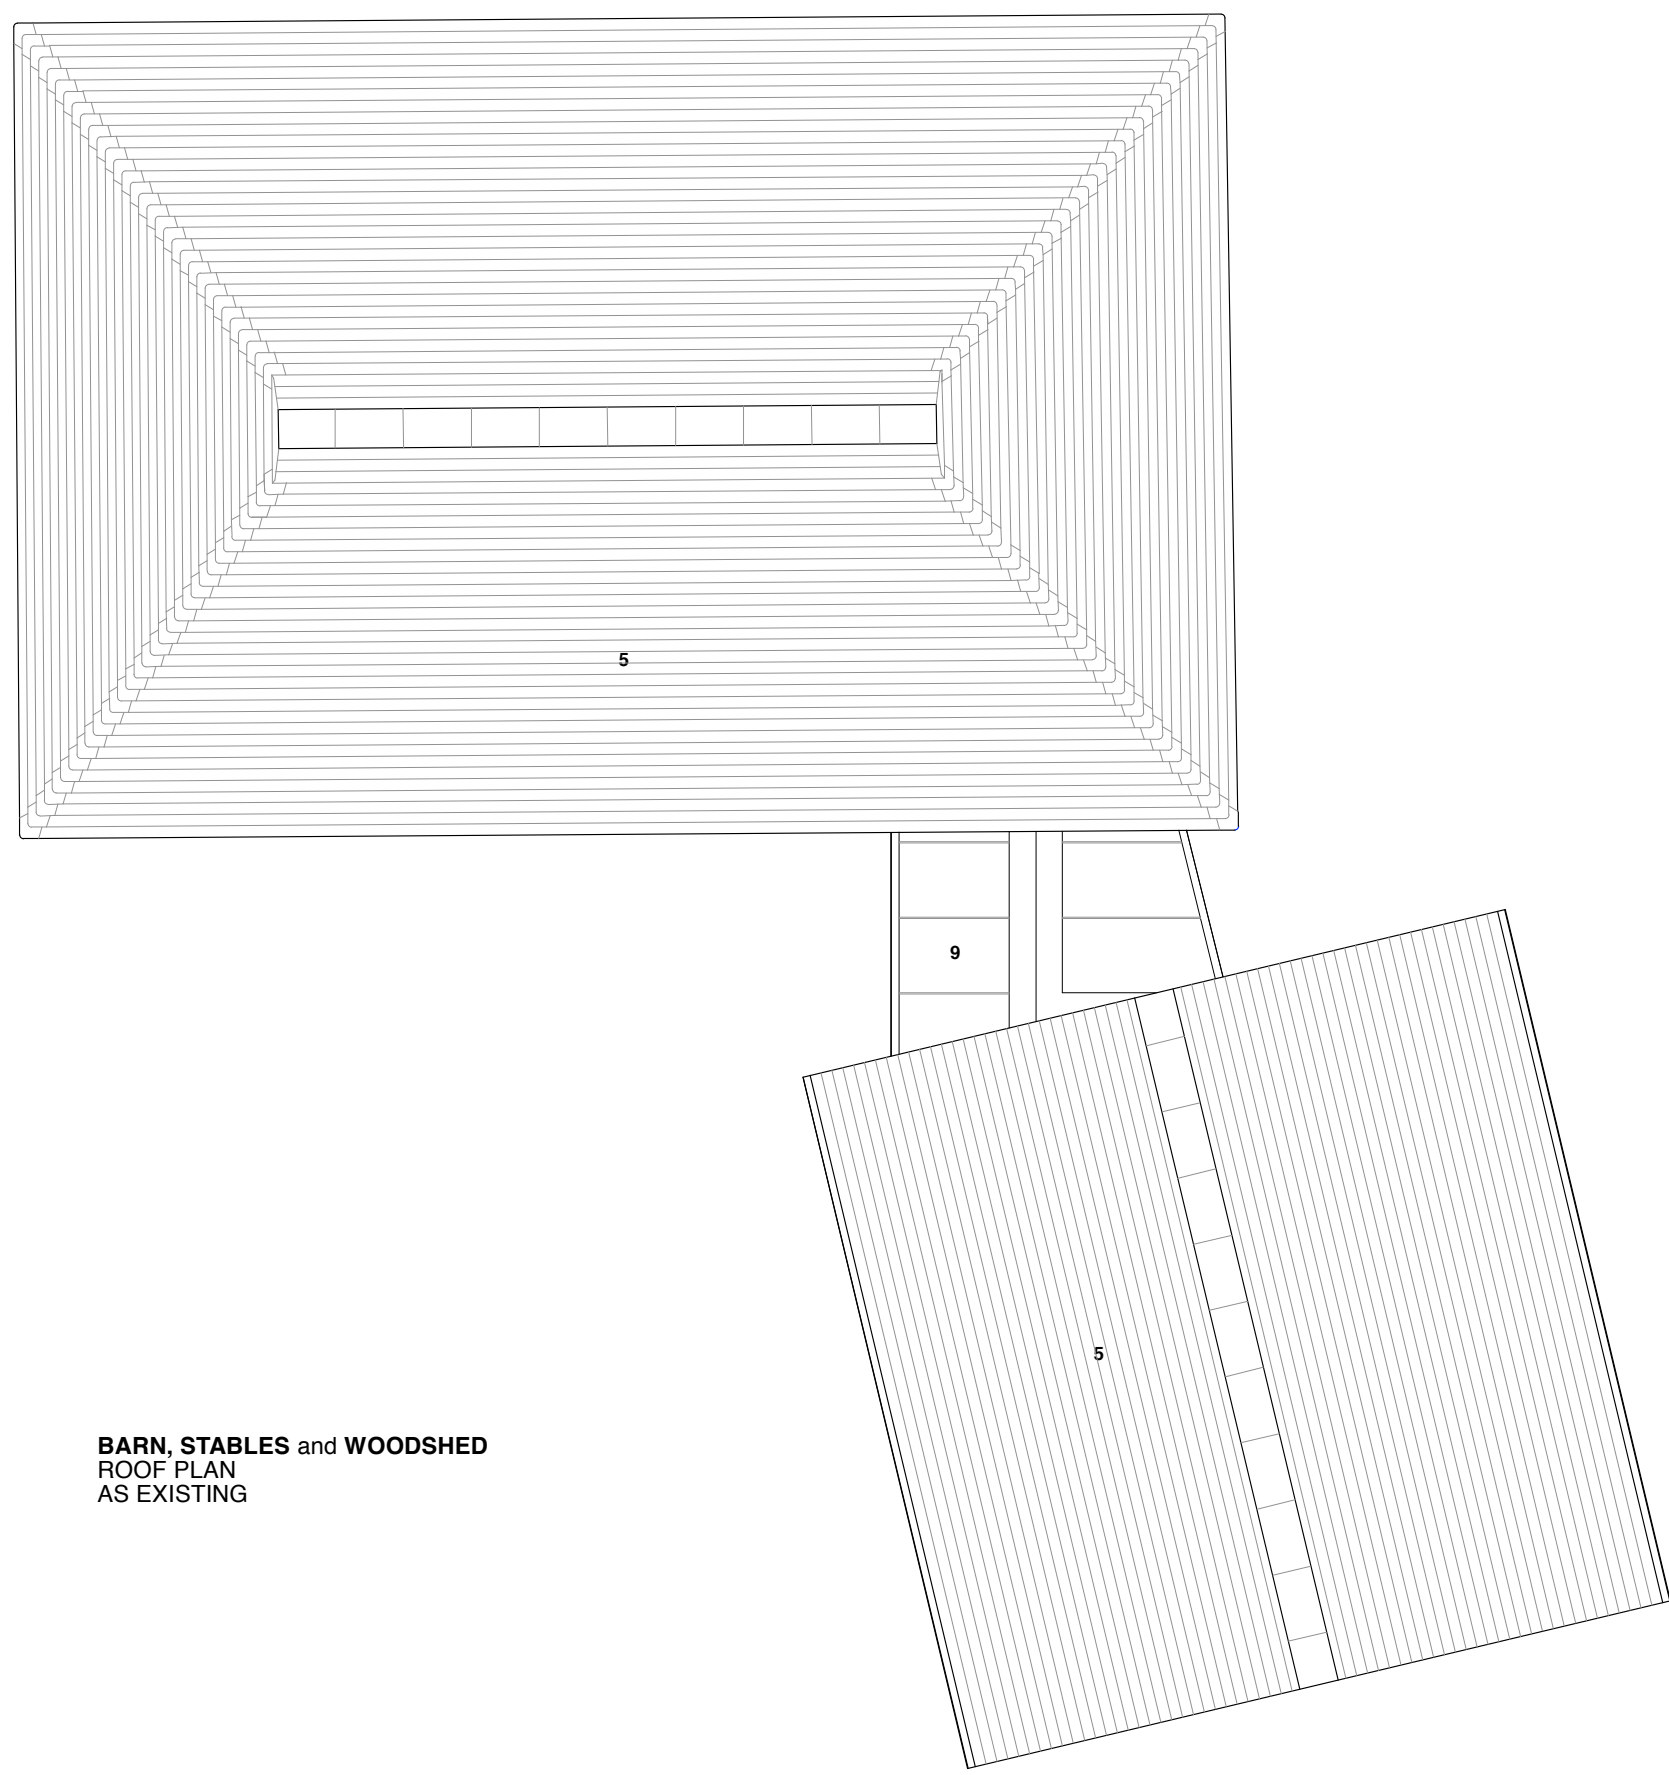 5
9
5
BARN, STABLES and WOODSHED
ROOF PLAN
AS EXISTING